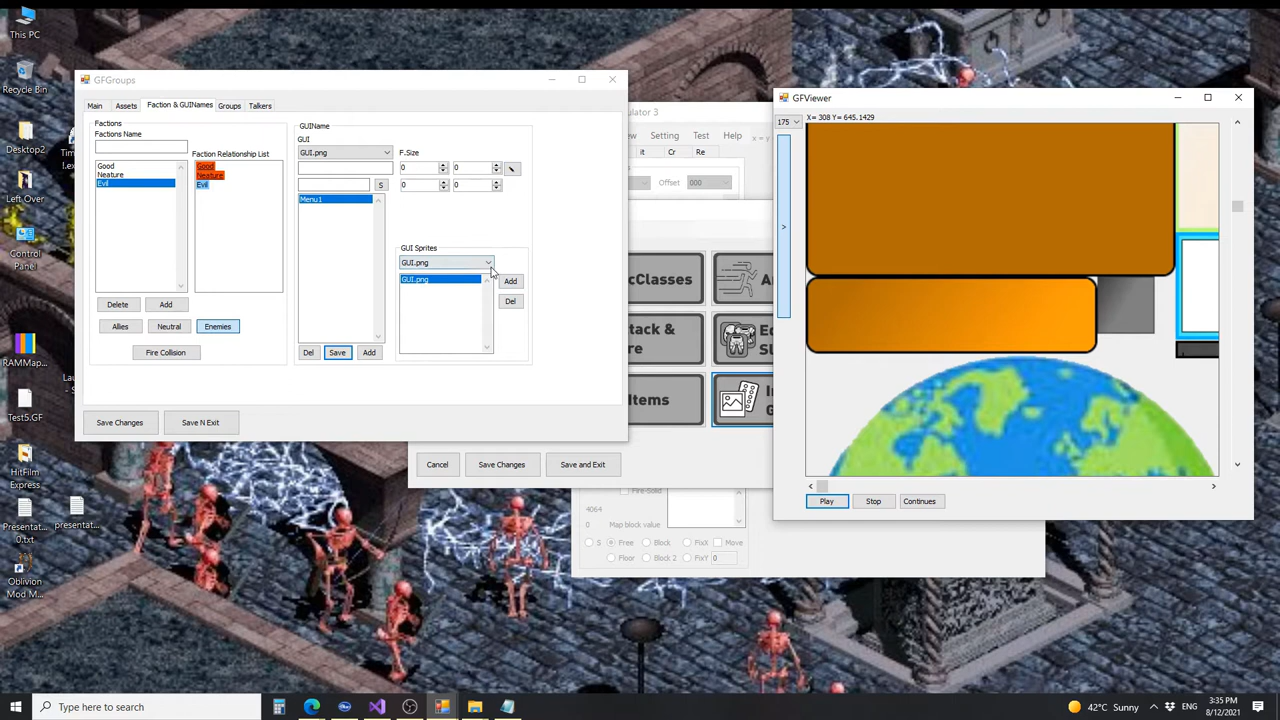 This PC
Recycle Bin
Desktop2
Left Over
Control
Panel
RAMMap...
Test5.GF
HitFilm
Express
Presentat...
0.txt
presentat...
Oblivion
Mod M...
GFGroups
Main
Assets
Faction & GUINames
Groups
Talkers
Factions
Factions Name
Good
Neature
Evil
Faction Relationship List
Good
Neature
Evil
Delete
Add
Allies
Neutral
Enemies
Fire Collision
GUIName
GUI
GUI.png
F.Size
0
0
S
0
0
Menu1
GUI Sprites
GUI.png
GUI.png
Add
Del
Del
Save
Add
Save Changes
Save N Exit
ulator 3
ew
Setting
Test
Help
x = y
it
Cr
Re
Offset
000
cClasses
tack &
re
Items
Cancel
Save Changes
Save and Exit
Fire-Solid
4064
0
Map block value
S
Free
Block
FixX
Move
Floor
Block 2
FixY
0
GFViewer
175
X= 308 Y= 645.1429
>
Play
Stop
Continues
Type here to search
42°C Sunny
ENG
3:35 PM
8/12/2021